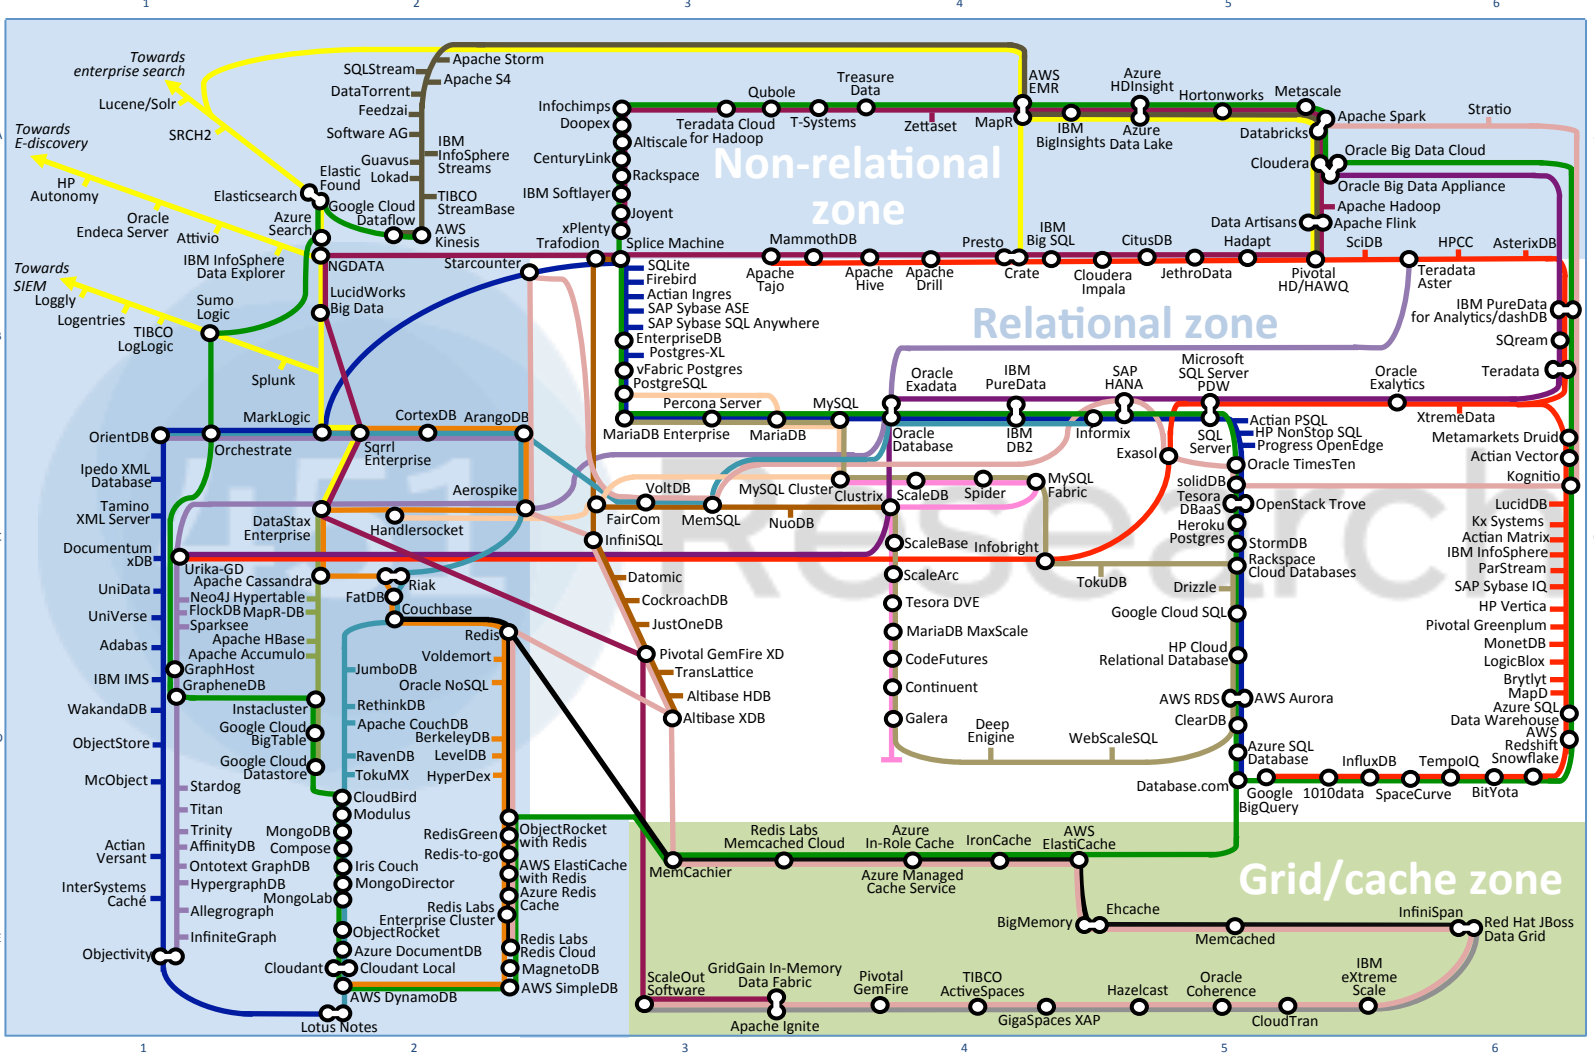 1
2
3
4
5
6
Towards
enterprise search
Lucene/Solr
SRCH2
Towards
E-discovery
HP
Autonomy
Oracle
Endeca Server
Attivio
IBM InfoSphere
Data Explorer
Towards
SIEM
Loggly
Logentries
TIBCO
LogLogic
Sumo
Logic
Splunk
Elasticsearch
Elastic
Found
Azure
Search
NGDATA
LucidWorks
Big Data
Google Cloud
Dataflow
AWS
Kinesis
SQLStream
DataTorrent
Feedzai
Software AG
Guavus
Lokad
Apache Storm
Apache S4
IBM
InfoSphere
Streams
TIBCO
StreamBase
Infochimps
Doopex
Altiscale
CenturyLink
Rackspace
IBM Softlayer
Joyent
xPlenty
Trafodion
Splice Machine
Starcounter
Teradata Cloud
for Hadoop
Qubole
T-Systems
Treasure
Data
Zettaset
MapR
AWS
EMR
IBM
BigInsights
Azure
HDInsight
Azure
Data Lake
Hortonworks
Metascale
Apache Spark
Databricks
Stratio
Cloudera
Oracle Big Data Cloud
Oracle Big Data Appliance
Apache Hadoop
Data Artisans
Apache Flink
Non-relational
zone
MammothDB
Apache
Tajo
Apache
Hive
Apache
Drill
Presto
Crate
IBM
Big SQL
Cloudera
Impala
CitusDB
JethroData
Hadapt
Pivotal
HD/HAWQ
SciDB
HPCC
AsterixDB
Teradata
Aster
Relational zone
SQLite
Firebird
Actian Ingres
SAP Sybase ASE
SAP Sybase SQL Anywhere
EnterpriseDB
Postgres-XL
vFabric Postgres
PostgreSQL
Percona Server
MariaDB Enterprise
MariaDB
MySQL
Oracle
Exadata
Oracle
Database
IBM
PureData
IBM
DB2
SAP
HANA
Informix
Microsoft
SQL Server
PDW
SQL
Server
Oracle
Exalytics
XtremeData
IBM PureData
for Analytics/dashDB
SQream
Teradata
Metamarkets Druid
Actian Vector
Kognitio
LucidDB
Kx Systems
Actian Matrix
IBM InfoSphere
ParStream
SAP Sybase IQ
HP Vertica
Pivotal Greenplum
MonetDB
LogicBlox
Brytlyt
MapD
Azure SQL
Data Warehouse
AWS
Redshift
Snowflake
Actian PSQL
HP NonStop SQL
Progress OpenEdge
Oracle TimesTen
Exasol
solidDB
Tesora
DBaaS
OpenStack Trove
Heroku
Postgres
StormDB
Rackspace
Cloud Databases
Drizzle
Google Cloud SQL
HP Cloud
Relational Database
AWS RDS
AWS Aurora
ClearDB
Azure SQL
Database
Database.com
Google
BigQuery
1010data
InfluxDB
SpaceCurve
TempoIQ
BitYota
OrientDB
Orchestrate
MarkLogic
Sqrrl
Enterprise
CortexDB
ArangoDB
Ipedo XML
Database
Tamino
XML Server
Documentum
xDB
UniData
UniVerse
Adabas
IBM IMS
WakandaDB
ObjectStore
McObject
Actian
Versant
InterSystems
Caché
Objectivity
Lotus Notes
Urika-GD
DataStax
Enterprise
Aerospike
Handlersocket
Apache Cassandra
Neo4J
Hypertable
FlockDB
MapR-DB
Sparksee
Apache HBase
Apache Accumulo
GraphHost
GrapheneDB
Instacluster
Google Cloud
BigTable
Google Cloud
Datastore
Stardog
Titan
Trinity
AffinityDB
Ontotext GraphDB
HypergraphDB
Allegrograph
InfiniteGraph
Riak
FatDB
Couchbase
Redis
Voldemort
Oracle NoSQL
JumboDB
RethinkDB
Apache CouchDB
BerkeleyDB
RavenDB
LevelDB
TokuMX
HyperDex
CloudBird
Modulus
MongoDB
Compose
Iris Couch
MongoDirector
MongoLab
ObjectRocket
Azure DocumentDB
Cloudant
Cloudant Local
AWS DynamoDB
RedisGreen
Redis-to-go
Redis Labs
Enterprise Cluster
ObjectRocket
with Redis
AWS ElastiCache
with Redis
Azure Redis
Cache
Redis Labs
Redis Cloud
MagnetoDB
AWS SimpleDB
FairCom
VoltDB
MemSQL
NuoDB
InfiniSQL
MySQL Cluster
Clustrix
ScaleDB
Spider
MySQL
Fabric
ScaleBase
ScaleArc
Tesora DVE
MariaDB MaxScale
CodeFutures
Continuent
Galera
Infobright
TokuDB
Deep
Enigine
WebScaleSQL
Datomic
CockroachDB
JustOneDB
Pivotal GemFire XD
TransLattice
Altibase HDB
Altibase XDB
451
Research
MemCachier
Redis Labs
Memcached Cloud
Azure
In-Role Cache
Azure Managed
Cache Service
IronCache
AWS
ElastiCache
Grid/cache zone
BigMemory
Ehcache
Memcached
InfiniSpan
Red Hat JBoss
Data Grid
ScaleOut
Software
GridGain In-Memory
Data Fabric
Apache Ignite
Pivotal
GemFire
TIBCO
ActiveSpaces
GigaSpaces XAP
Hazelcast
Oracle
Coherence
CloudTran
IBM
eXtreme
Scale
1
2
3
4
5
6